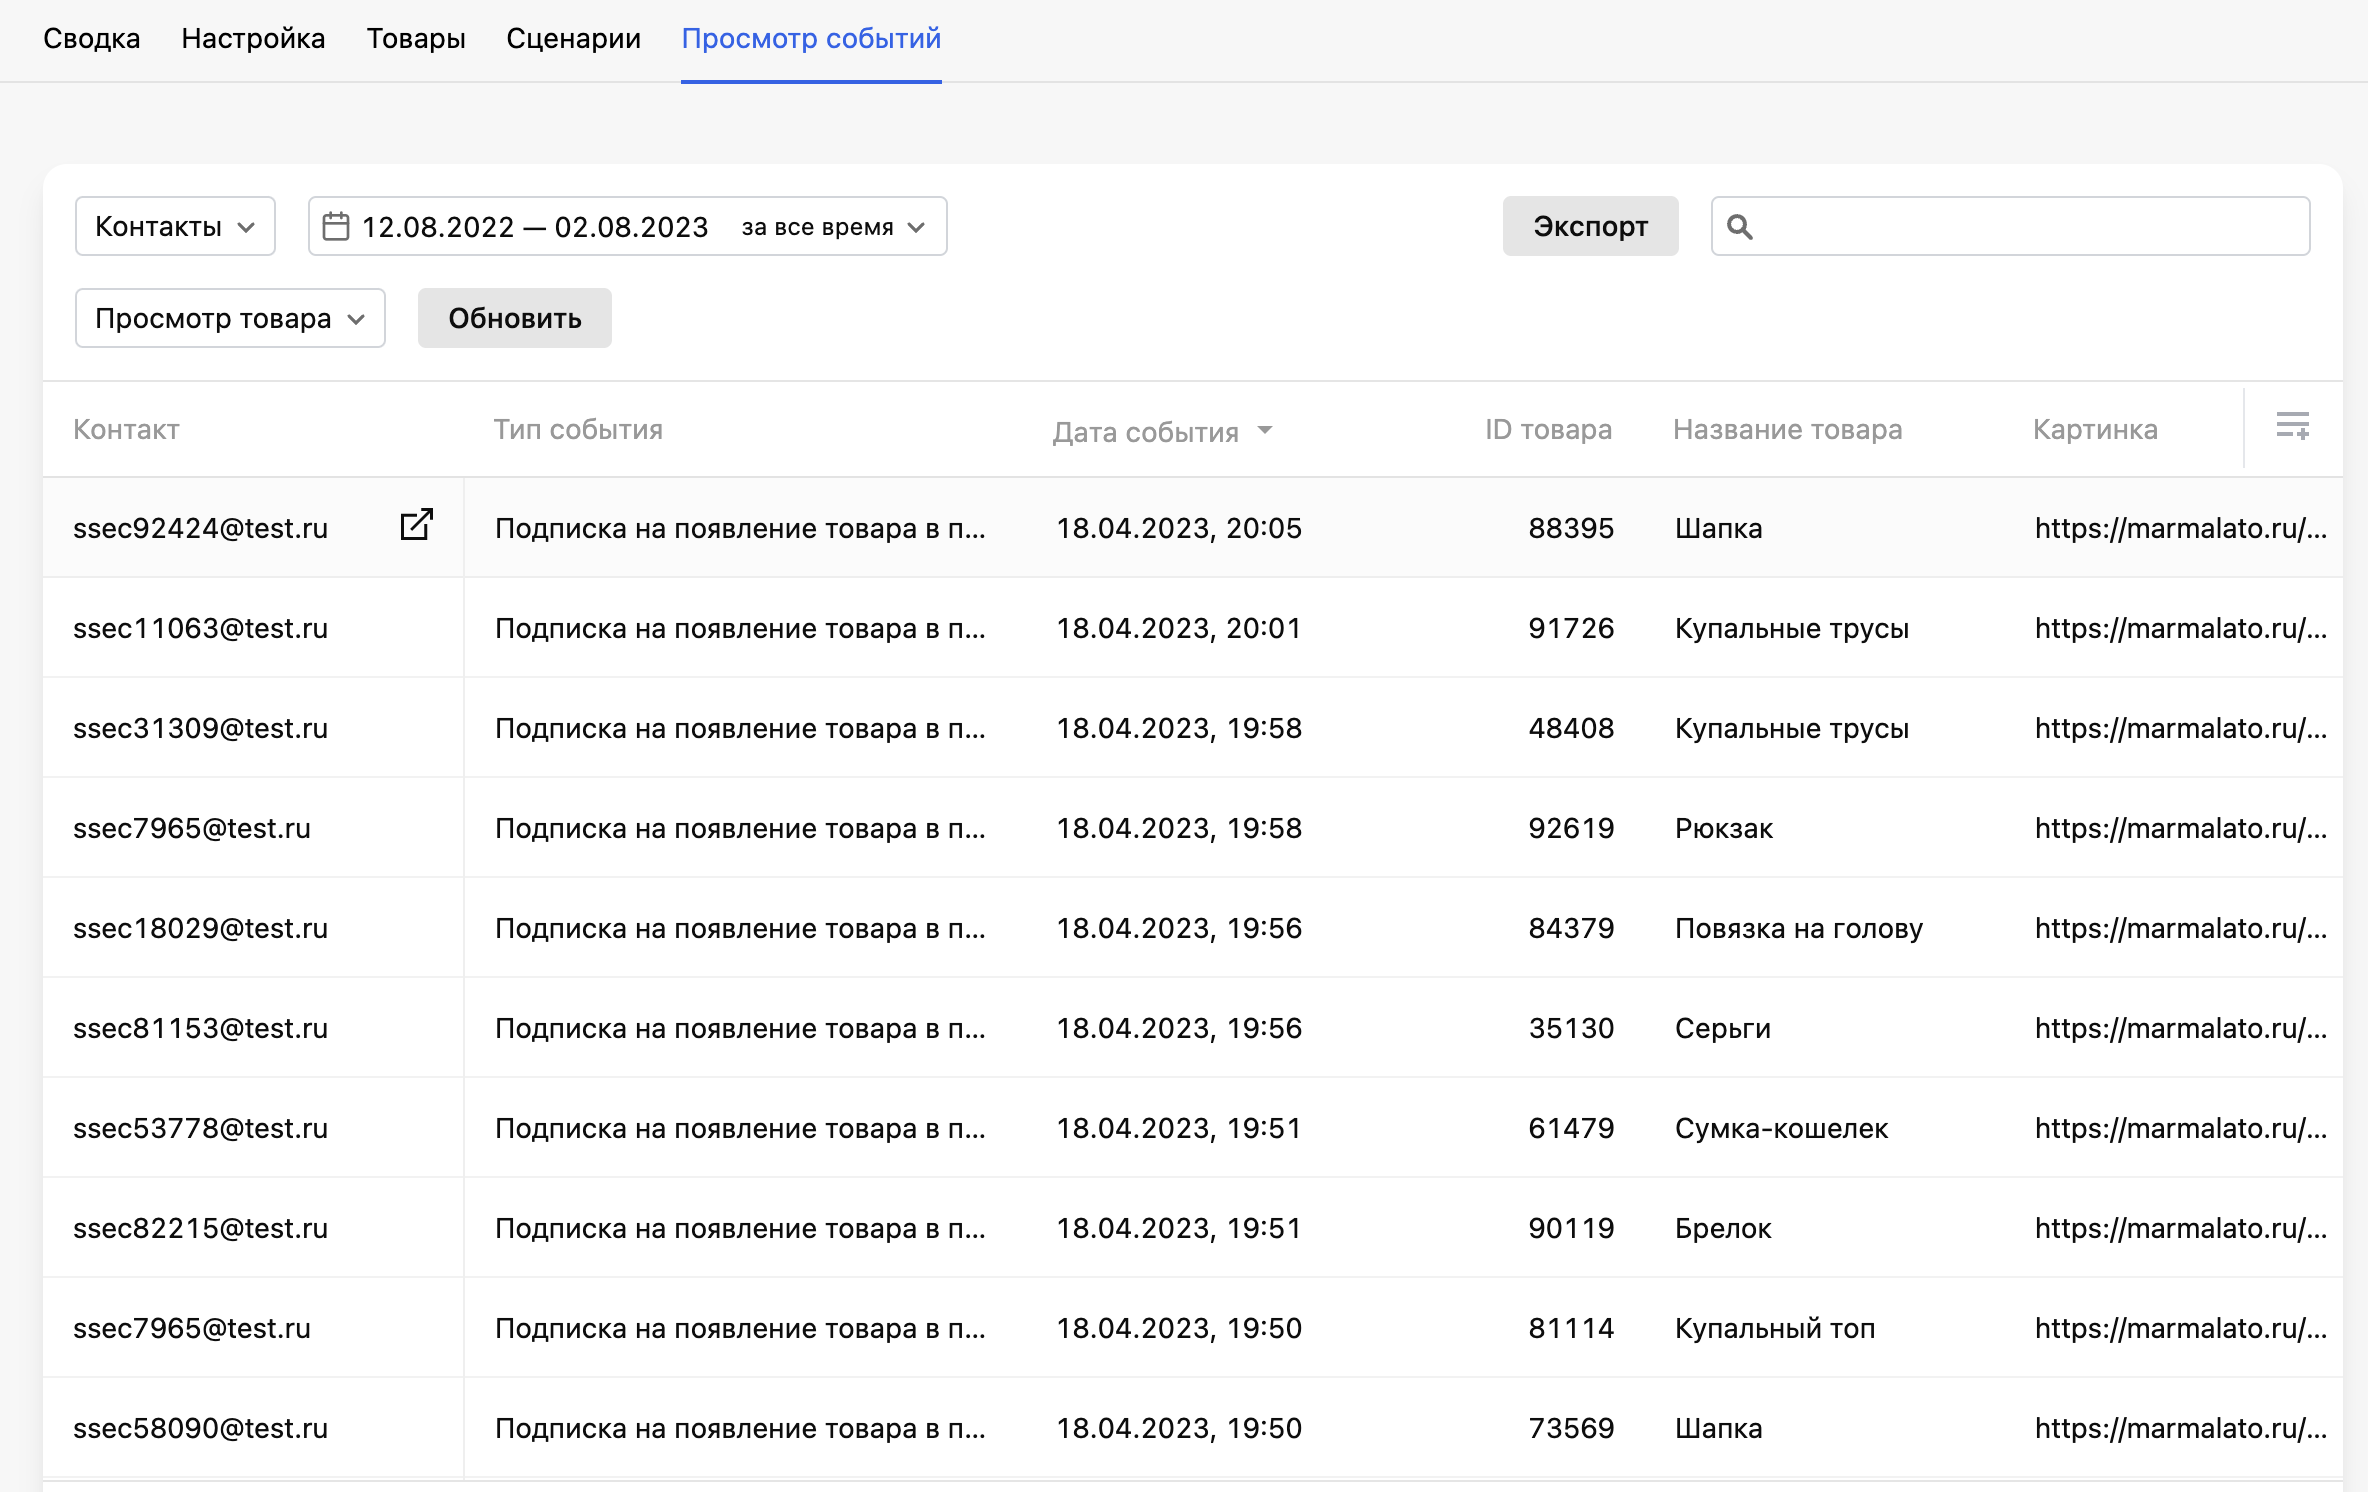 Сводка Настройка Товары Сценарии Просмотр событий
Контакты 12.08.2022 — 02.08.2023 за все время Экспорт
Просмотр товара Обновить
Контакт Тип события Дата события ID товара Название товара Картинка
ssec92424@test.ru Подписка на появление товара в п... 18.04.2023, 20:05 88395 Шапка https://marmalato.ru/...
ssec11063@test.ru Подписка на появление товара в п... 18.04.2023, 20:01 91726 Купальные трусы https://marmalato.ru/...
ssec31309@test.ru Подписка на появление товара в п... 18.04.2023, 19:58 48408 Купальные трусы https://marmalato.ru/...
ssec7965@test.ru Подписка на появление товара в п... 18.04.2023, 19:58 92619 Рюкзак https://marmalato.ru/...
ssec18029@test.ru Подписка на появление товара в п... 18.04.2023, 19:56 84379 Повязка на голову https://marmalato.ru/...
ssec81153@test.ru Подписка на появление товара в п... 18.04.2023, 19:56 35130 Серьги https://marmalato.ru/...
ssec53778@test.ru Подписка на появление товара в п... 18.04.2023, 19:51 61479 Сумка-кошелек https://marmalato.ru/...
ssec82215@test.ru Подписка на появление товара в п... 18.04.2023, 19:51 90119 Брелок https://marmalato.ru/...
ssec7965@test.ru Подписка на появление товара в п... 18.04.2023, 19:50 81114 Купальный топ https://marmalato.ru/...
ssec58090@test.ru Подписка на появление товара в п... 18.04.2023, 19:50 73569 Шапка https://marmalato.ru/...